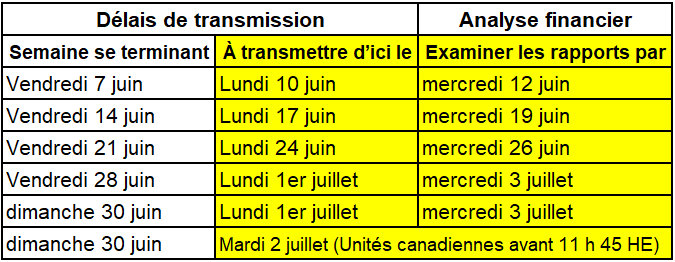 Délais de transmission Analyse financier
Semaine se terminant À transmettre d'ici le Examiner les rapports par
Vendredi 7 juin Lundi 10 juin mercredi 12 juin
Vendredi 14 juin Lundi 17 juin mercredi 19 juin
Vendredi 21 juin Lundi 24 juin mercredi 26 juin
Vendredi 28 juin Lundi 1er juillet mercredi 3 juillet
dimanche 30 juin Lundi 1er juillet mercredi 3 juillet
dimanche 30 juin Mardi 2 juillet (Unités canadiennes avant 11 h 45 HE)